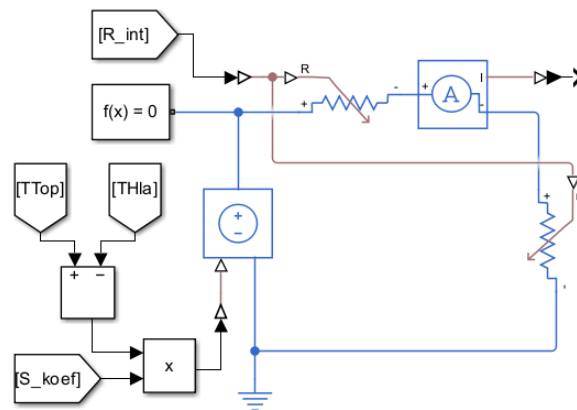 [R_int]
R
I
f(x) = 0
+
-
+
A
-
[TTop]
[THla]
+
-
+
-
+
-
[S_koef]
x